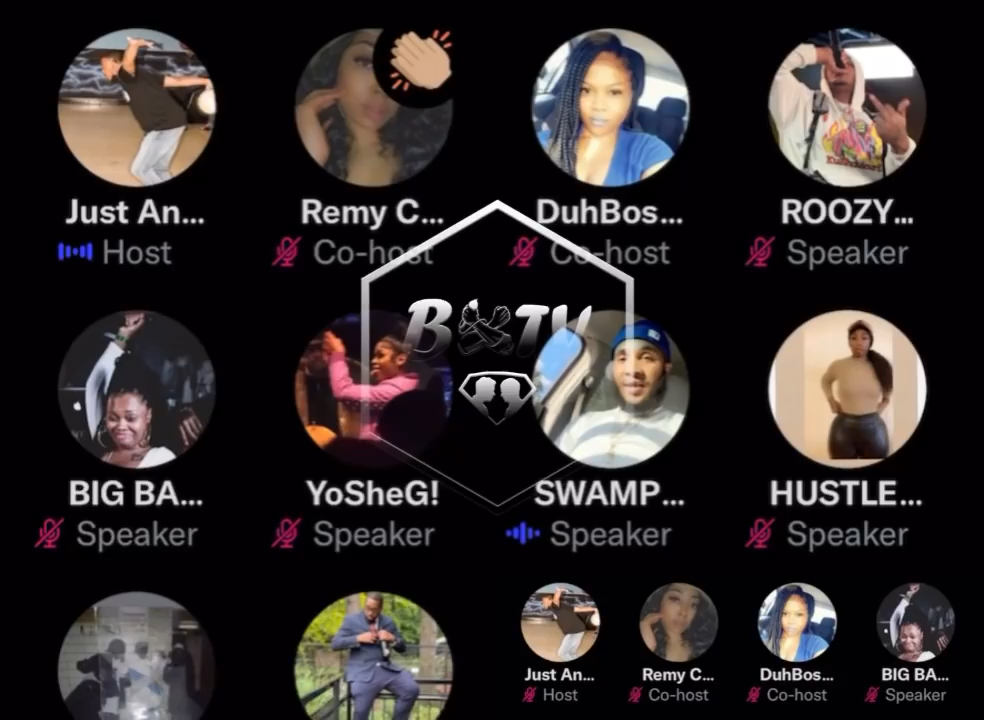 Just An...
Host
Remy C...
Co-host
DuhBos...
Co-host
ROOZY...
Speaker
B&TV
BIG BA...
Speaker
YoSheG!
Speaker
SWAMP...
Speaker
HUSTLE...
Speaker
Just An...
Host
Remy C...
Co-host
DuhBos...
Co-host
BIG BA...
Speaker